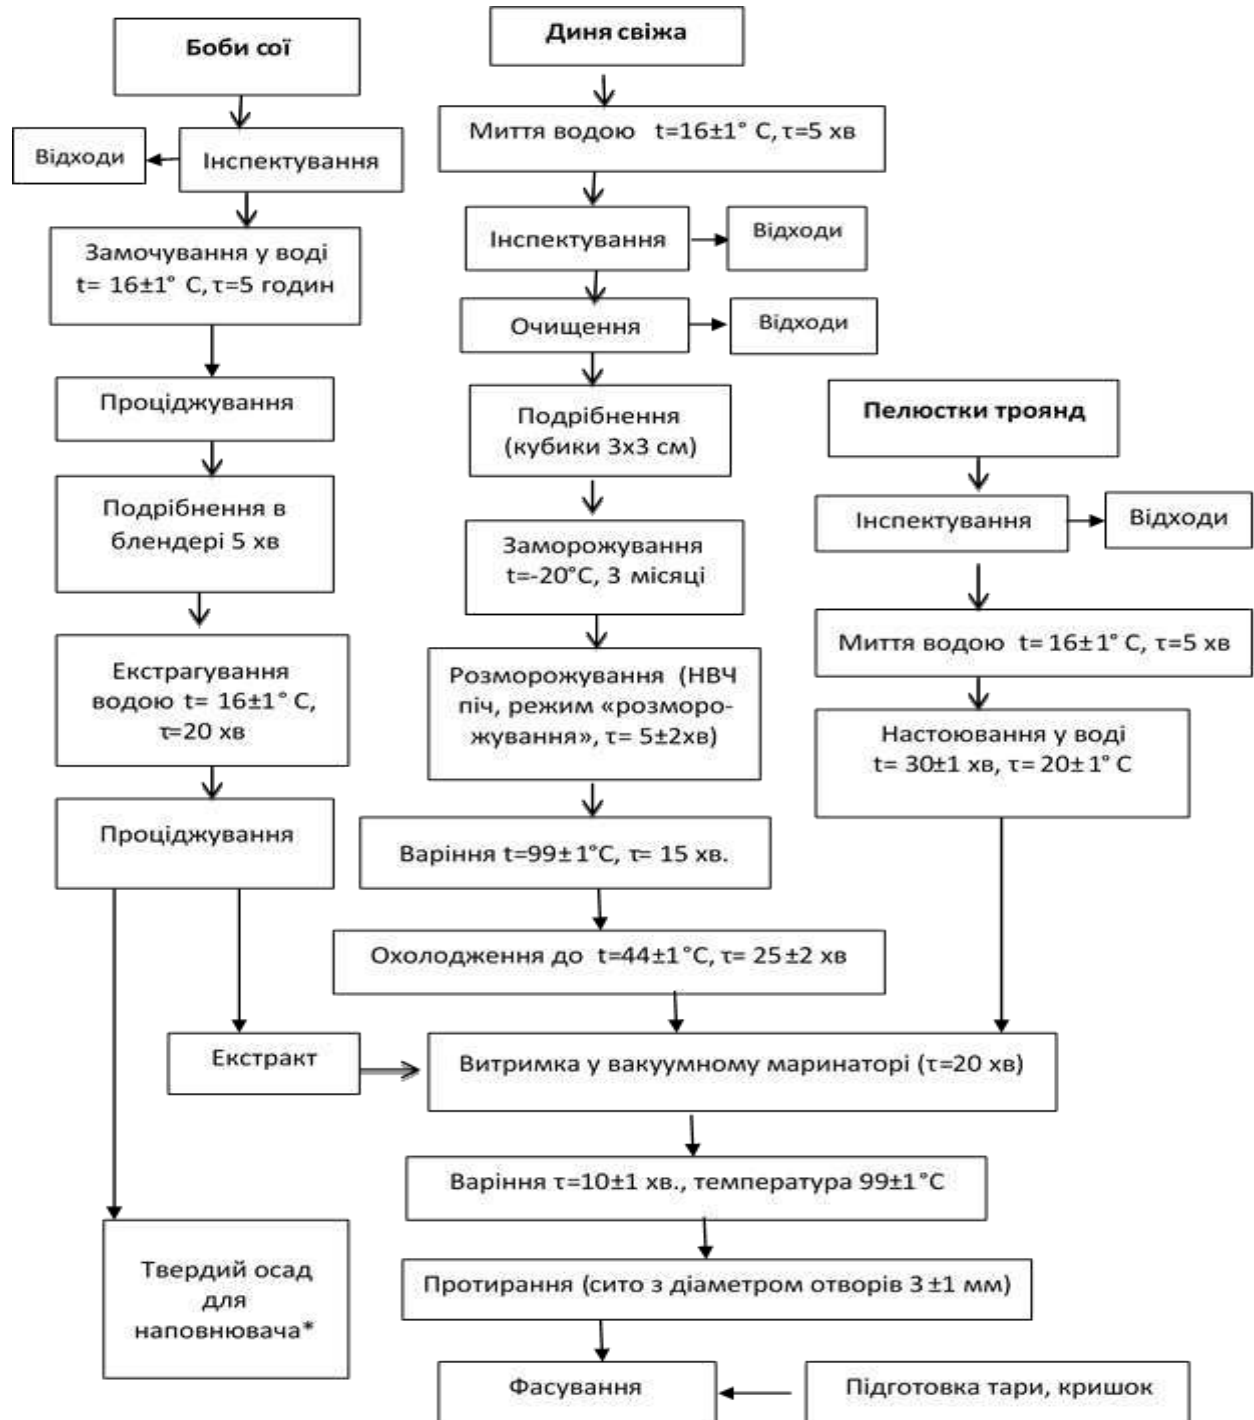 Боби сої
Диня свіжа
Миття водою t=16±1° С, τ=5 хв
Відходи
Інспектування
Інспектування
Відходи
Замочування у воді
t= 16±1° С, τ=5 годин
Очищення
Відходи
Проціджування
Подрібнення
(кубики 3х3 см)
Пелюстки троянд
Подрібнення в
блендері 5 хв
Інспектування
Відходи
Заморожування
t=-20°С, 3 місяці
Миття водою t= 16±1° С, τ=5 хв
Екстрагування
водою t= 16±1° С,
τ=20 хв
Розморожування (НВЧ
піч, режим «розморо-
жування», τ= 5±2хв)
Настоювання у воді
t= 30±1 хв, τ= 20±1° С
Проціджування
Варіння t=99±1°С, τ= 15 хв.
Охолодження до t=44±1°С, τ= 25±2 хв
Екстракт
Витримка у вакуумному маринаторі (τ=20 хв)
Варіння τ=10±1 хв., температура 99±1°С
Твердий осад
для
наповнювача*
Протирання (сито з діаметром отворів 3±1 мм)
Фасування
Підготовка тари, кришок